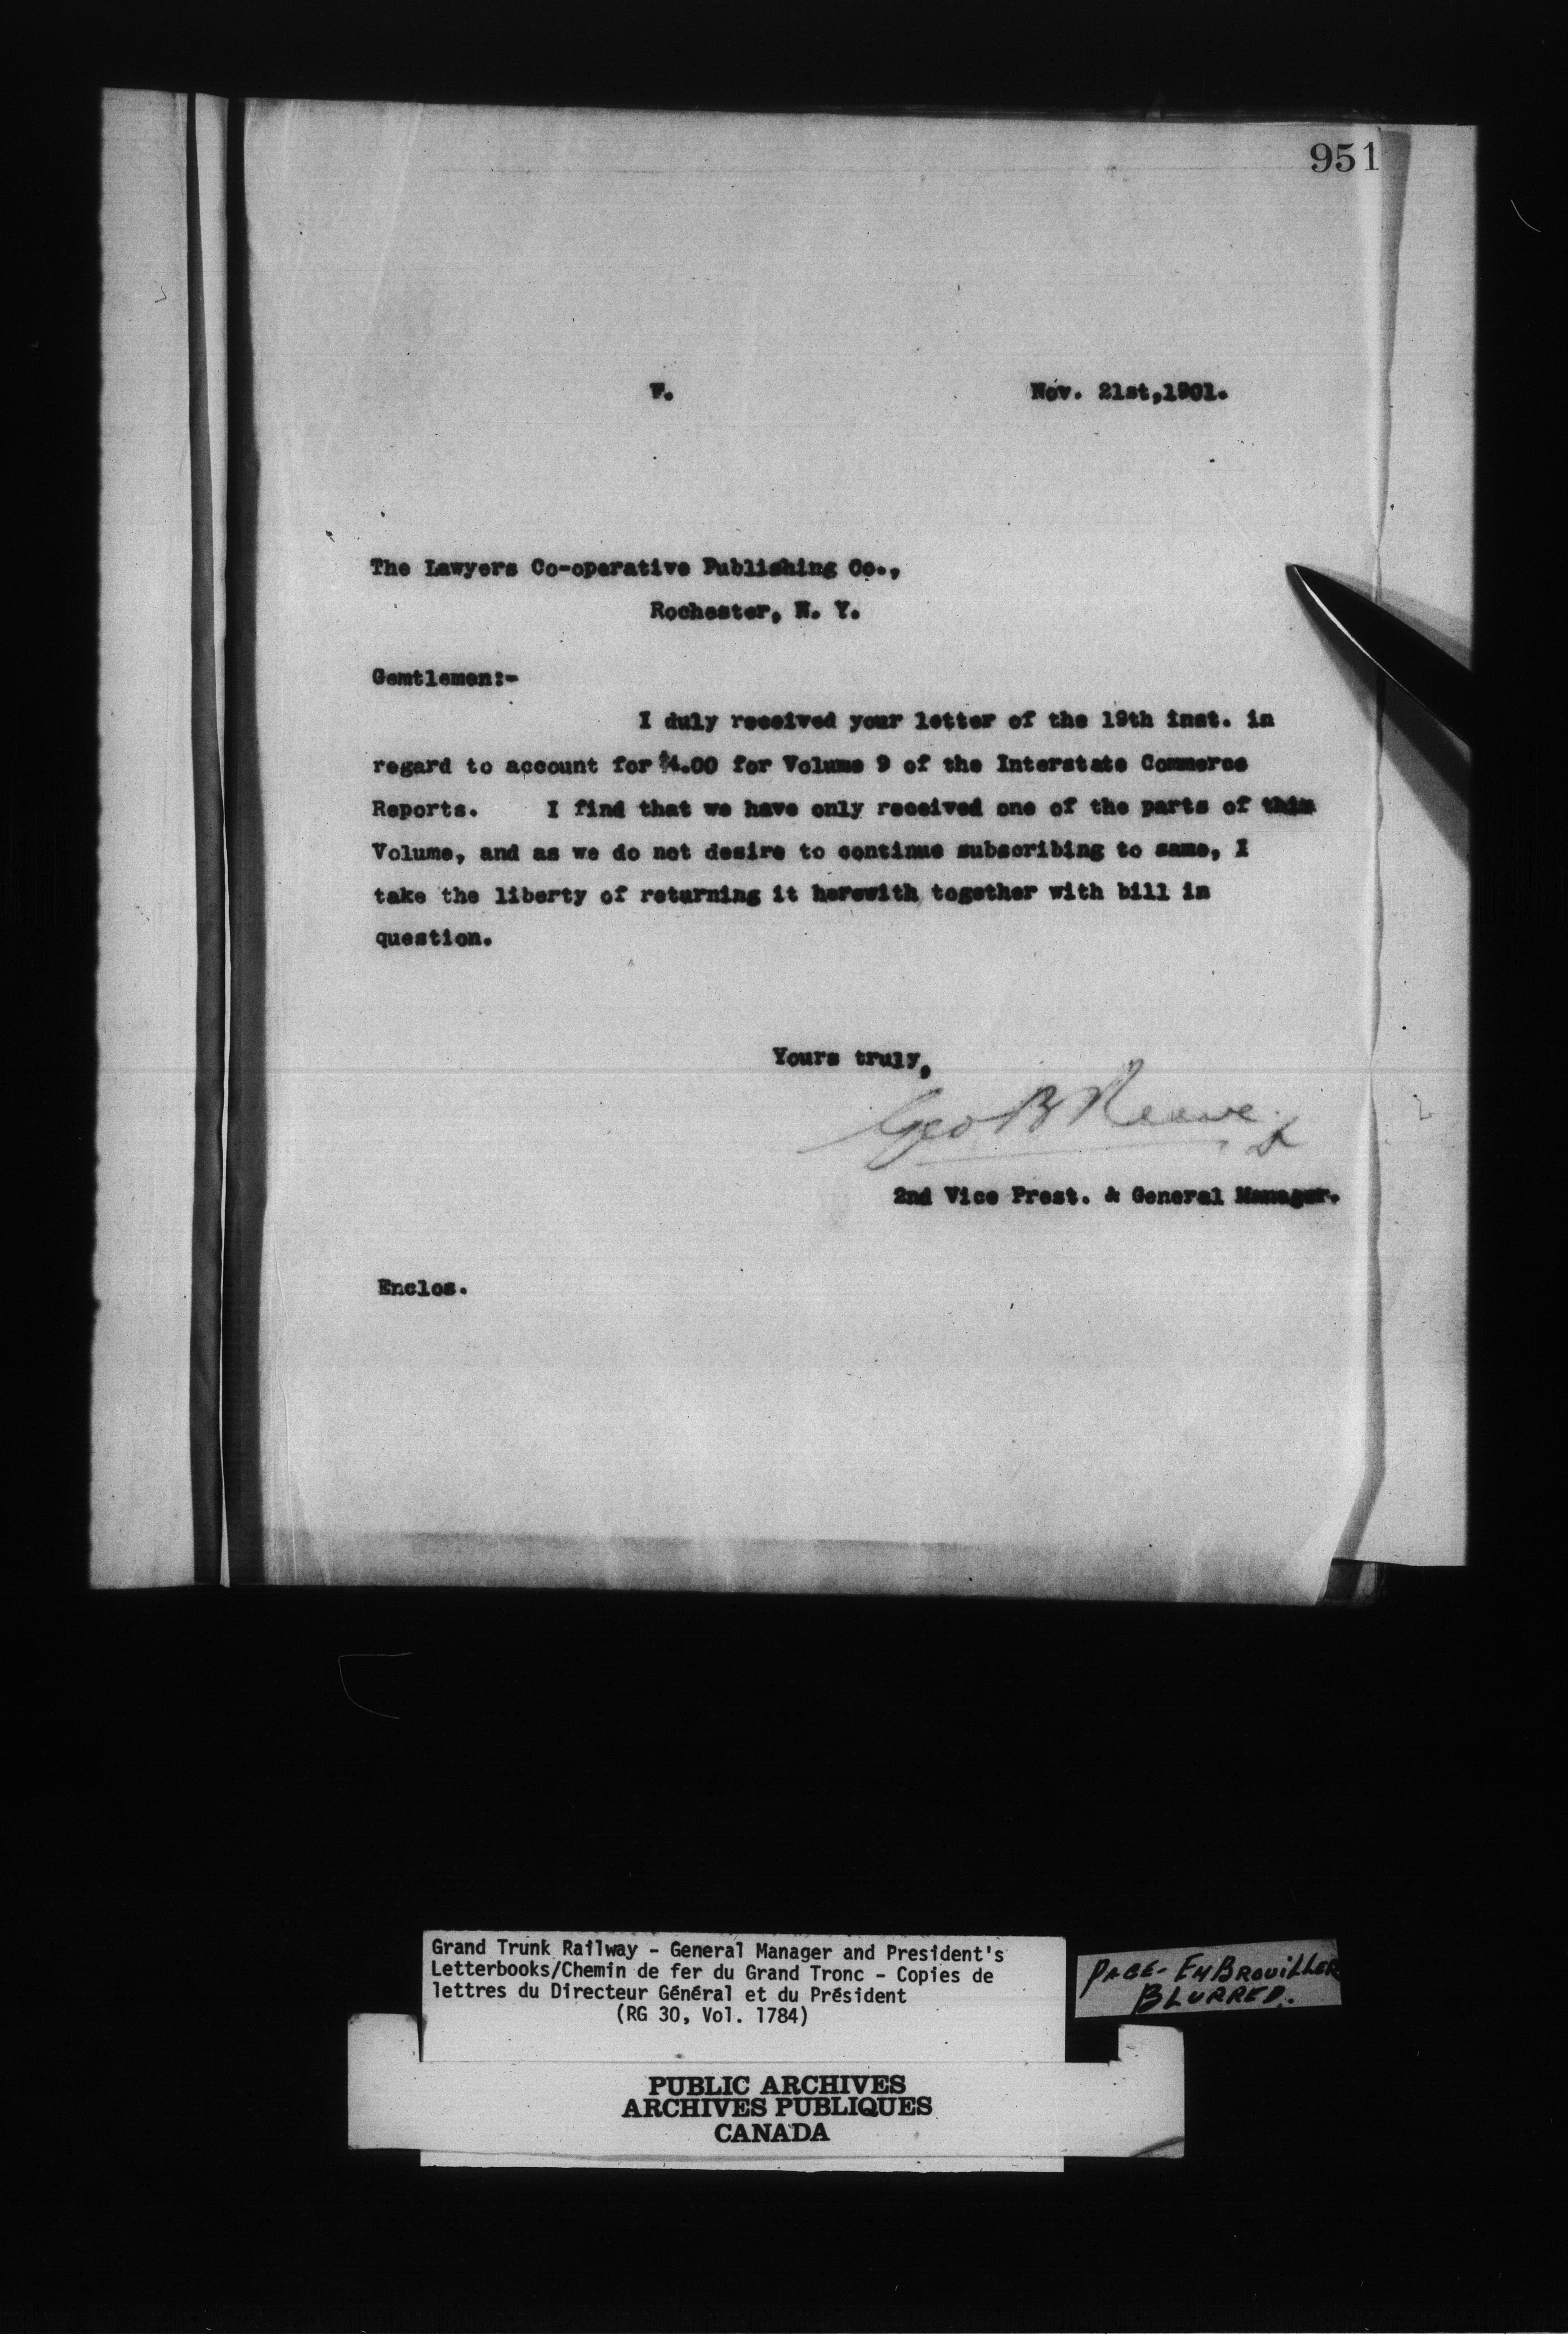 951
F. Nov. 21st,1901.
The Lawyers Co-operative Publishing Co.,
Rochester, N. Y.
Gemtlemen:-
I duly received your letter of the 19th inst. in
regard to account for $4.00 for Volume 9 of the Interstate Commerce
Reports. I find that we have only received one of the parts of this
Volume, and as we do not desire to continue subscribing to same, I
take the liberty of returning it herewith together with bill in
question.
Yours truly,
Geo B Reeve
2nd Vice Prest. & General Manager.
Enclos.
Grand Trunk Railway - General Manager and President's
Letterbooks/Chemin de fer du Grand Tronc - Copies de
lettres du Directeur Général et du Président
(RG 30, Vol. 1784)
PAGE- EMBROUILLER
BLURRED.
PUBLIC ARCHIVES
ARCHIVES PUBLIQUES
CANADA